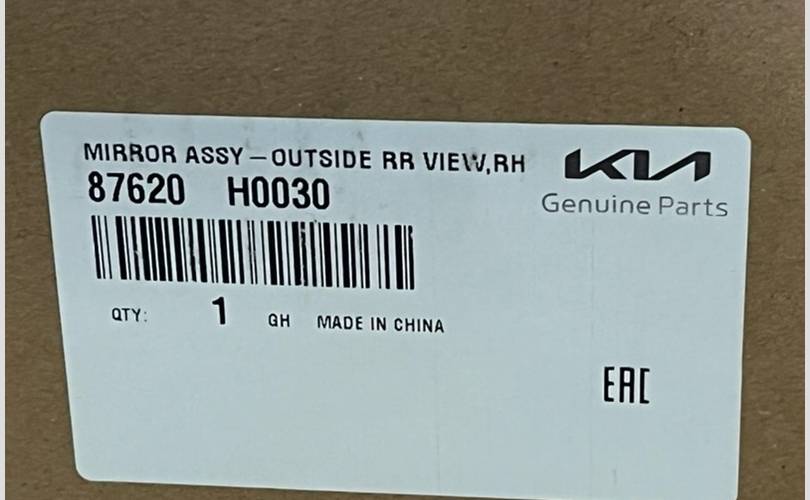 MIRROR ASSY – OUTSIDE RR VIEW,RH
87620 H0030
KIA
Genuine Parts
QTY: 1 GH MADE IN CHINA
EAC